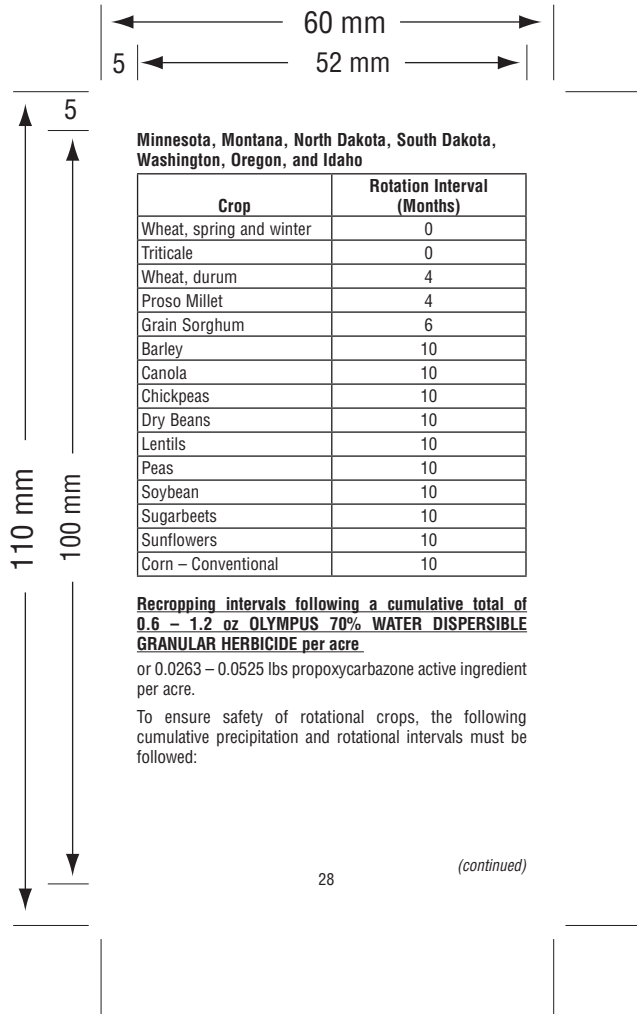 60 mm
5 52 mm
5
110 mm
100 mm
Minnesota, Montana, North Dakota, South Dakota,
Washington, Oregon, and Idaho
Crop Rotation Interval
(Months)
Wheat, spring and winter 0
Triticale 0
Wheat, durum 4
Proso Millet 4
Grain Sorghum 6
Barley 10
Canola 10
Chickpeas 10
Dry Beans 10
Lentils 10
Peas 10
Soybean 10
Sugarbeets 10
Sunflowers 10
Corn – Conventional 10
Recropping intervals following a cumulative total of
0.6 – 1.2 oz OLYMPUS 70% WATER DISPERSIBLE
GRANULAR HERBICIDE per acre
or 0.0263 – 0.0525 lbs propoxycarbazone active ingredient
per acre.
To ensure safety of rotational crops, the following
cumulative precipitation and rotational intervals must be
followed:
(continued)
28